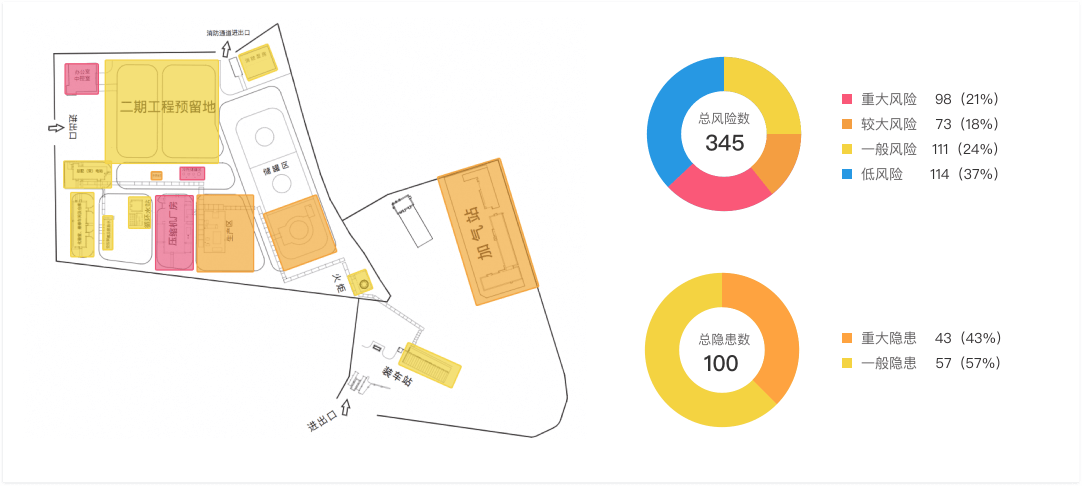 消防通道进出口
办公室
中控室
进出口
二期工程预留地
储罐区
循环水站
压缩机厂房
生产区
加气站
火炬
装车站
进出口
总风险数
345
重大风险 98 (21%)
较大风险 73 (18%)
一般风险 111 (24%)
低风险 114 (37%)
总隐患数
100
重大隐患 43 (43%)
一般隐患 57 (57%)